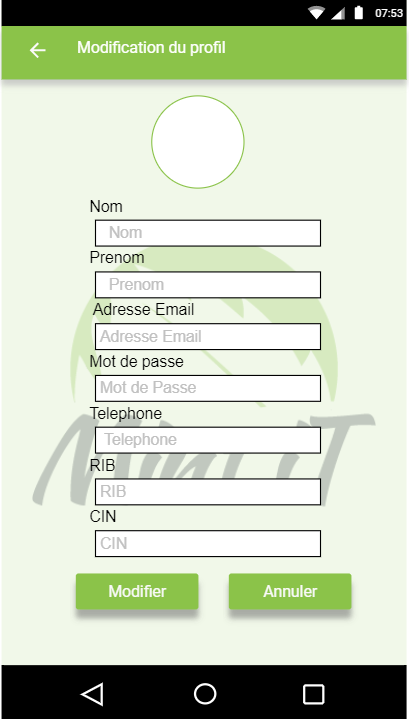 07:53
Modification du profil
Nom
Nom
Prenom
Prenom
Adresse Email
Adresse Email
Mot de passe
Mot de Passe
Telephone
Telephone
RIB
RIB
CIN
CIN
Modifier Annuler